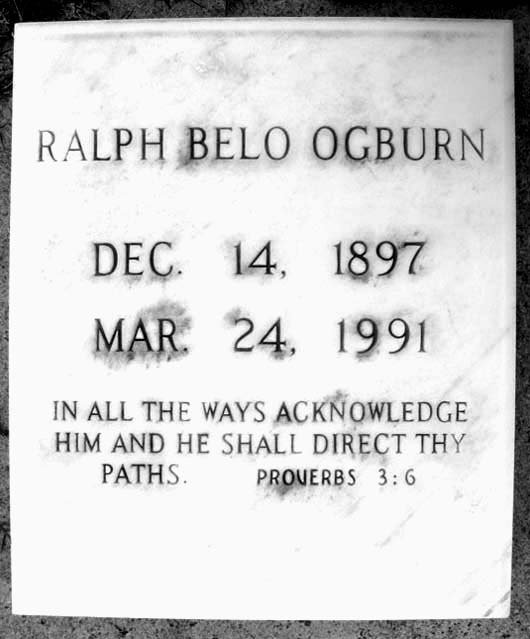 RALPH BELO OGBURN
DEC. 14, 1897
MAR. 24, 1991
IN ALL THE WAYS ACKNOWLEDGE
HIM AND HE SHALL DIRECT THY
PATHS. PROVERBS 3:6